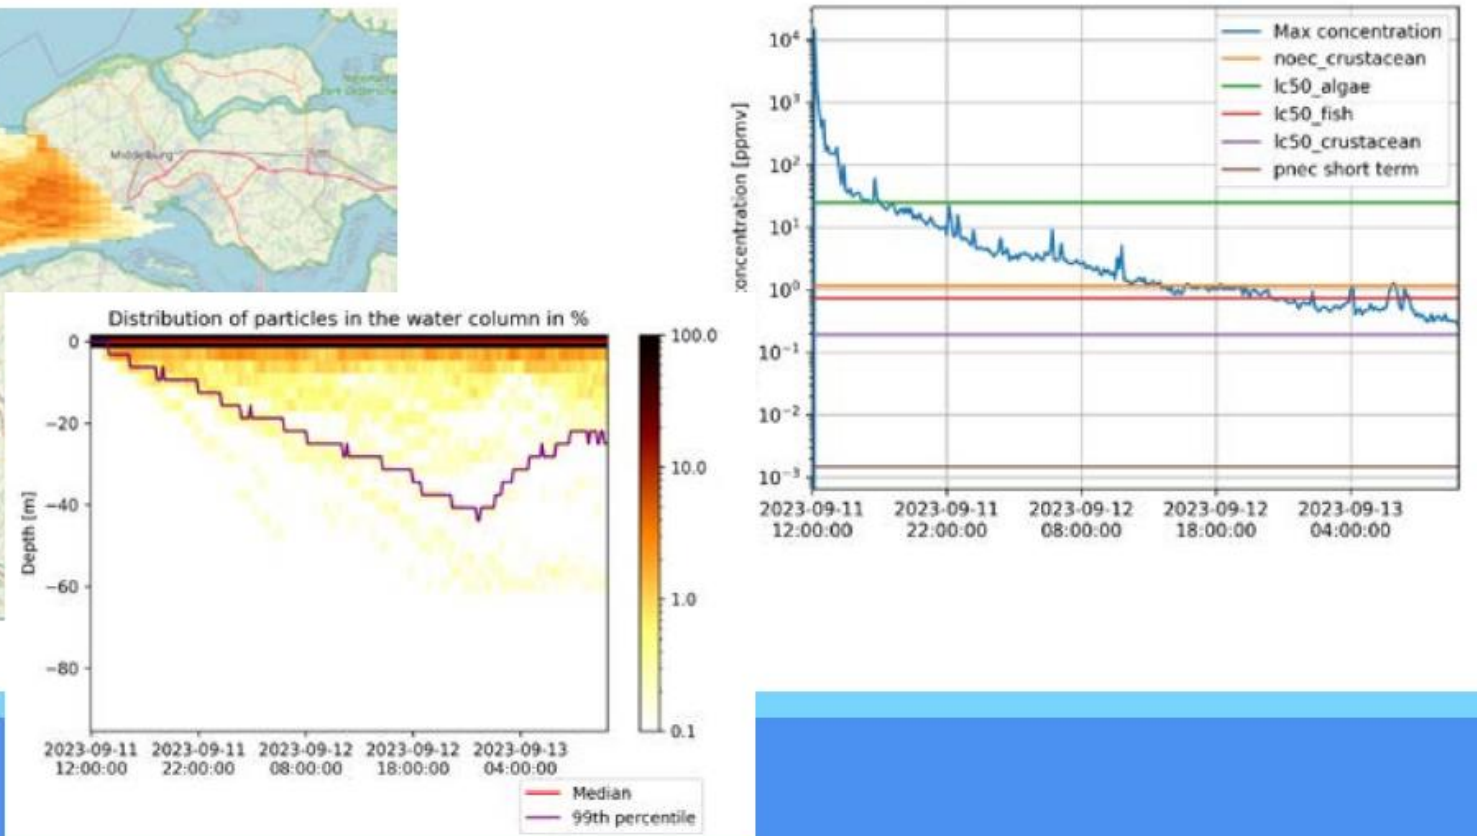 Middelburg
10⁴
10³
10²
10¹
10⁰
10⁻¹
10⁻²
10⁻³
oncentration [ppmv]
Max concentration
noec_crustacean
lc50_algae
lc50_fish
lc50_crustacean
pnec short term
2023-09-11 2023-09-11 2023-09-12 2023-09-12 2023-09-13
12:00:00 22:00:00 08:00:00 18:00:00 04:00:00
Distribution of particles in the water column in %
0
−20
−40
−60
−80
Depth [m]
100.0
10.0
1.0
0.1
2023-09-11 2023-09-11 2023-09-12 2023-09-12 2023-09-13
12:00:00 22:00:00 08:00:00 18:00:00 04:00:00
Median
99th percentile